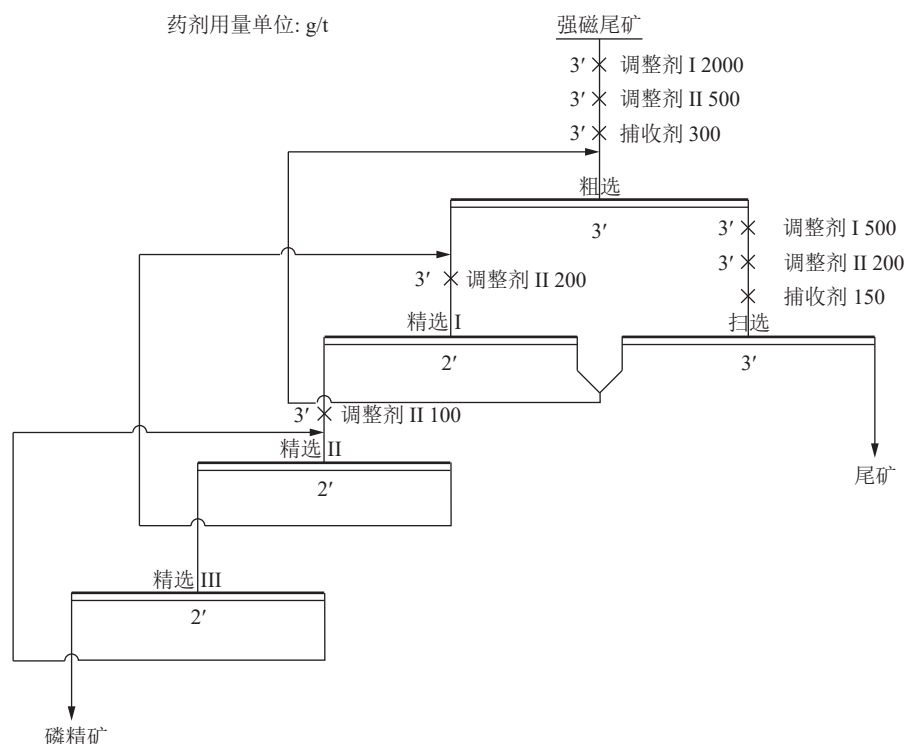 药剂用量单位: g/t
强磁尾矿
3′ 调整剂 I 2000
3′ 调整剂 II 500
3′ 捕收剂 300
粗选
3′
3′ 调整剂 I 500
3′ 调整剂 II 200
捕收剂 150
3′ 调整剂 II 200
精选 I
2′
扫选
3′
3′ 调整剂 II 100
精选 II
2′
尾矿
精选 III
2′
磷精矿